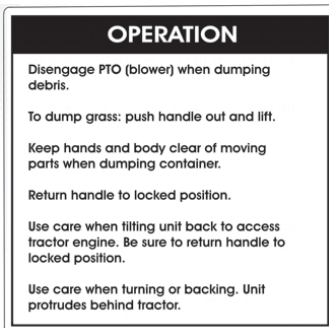 OPERATION
Disengage PTO (blower) when dumping
debris.
To dump grass: push handle out and lift.
Keep hands and body clear of moving
parts when dumping container.
Return handle to locked position.
Use care when tilting unit back to access
tractor engine. Be sure to return handle to
locked position.
Use care when turning or backing. Unit
protrudes behind tractor.